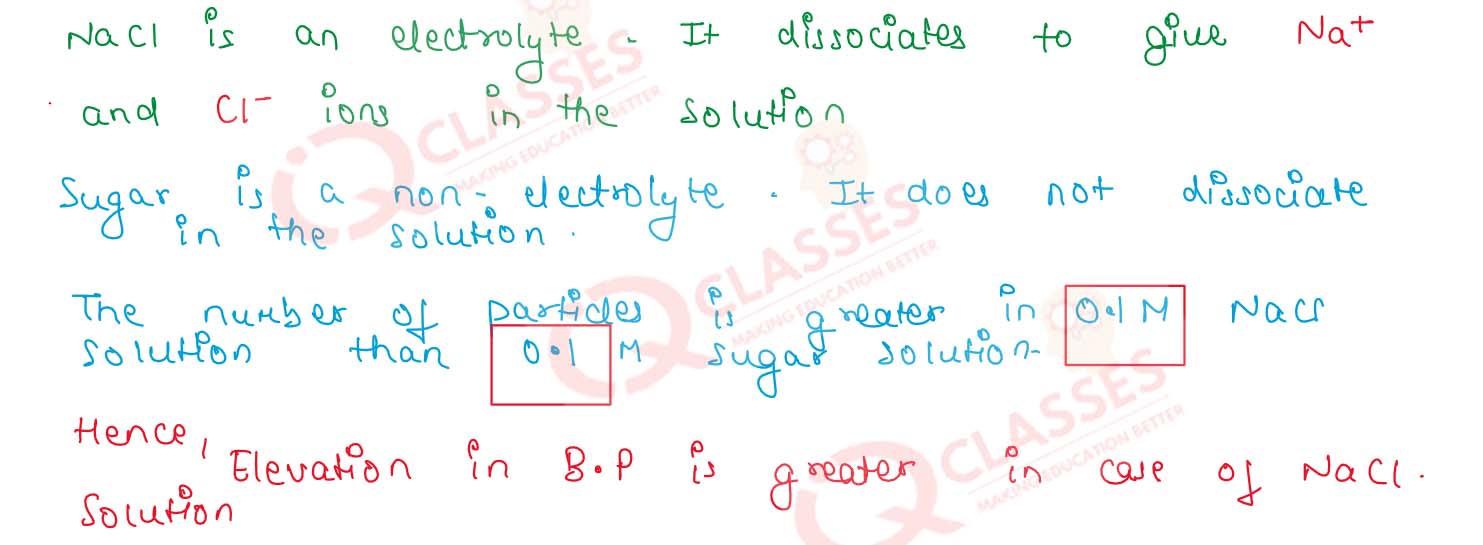 NaCl is an electrolyte. It dissociates to give Na⁺
and Cl⁻ ions in the solution
Sugar is a non-electrolyte. It does not dissociate
in the solution.
The number of particles is greater in 0.1 M NaCl
solution than 0.1 M sugar solution-
Hence,
Elevation in B.P is greater in case of NaCl.
Solution
CLASSES
MAKING EDUCATION BETTER
CLASSES
MAKING EDUCATION BETTER
CLASSES
MAKING EDUCATION BETTER